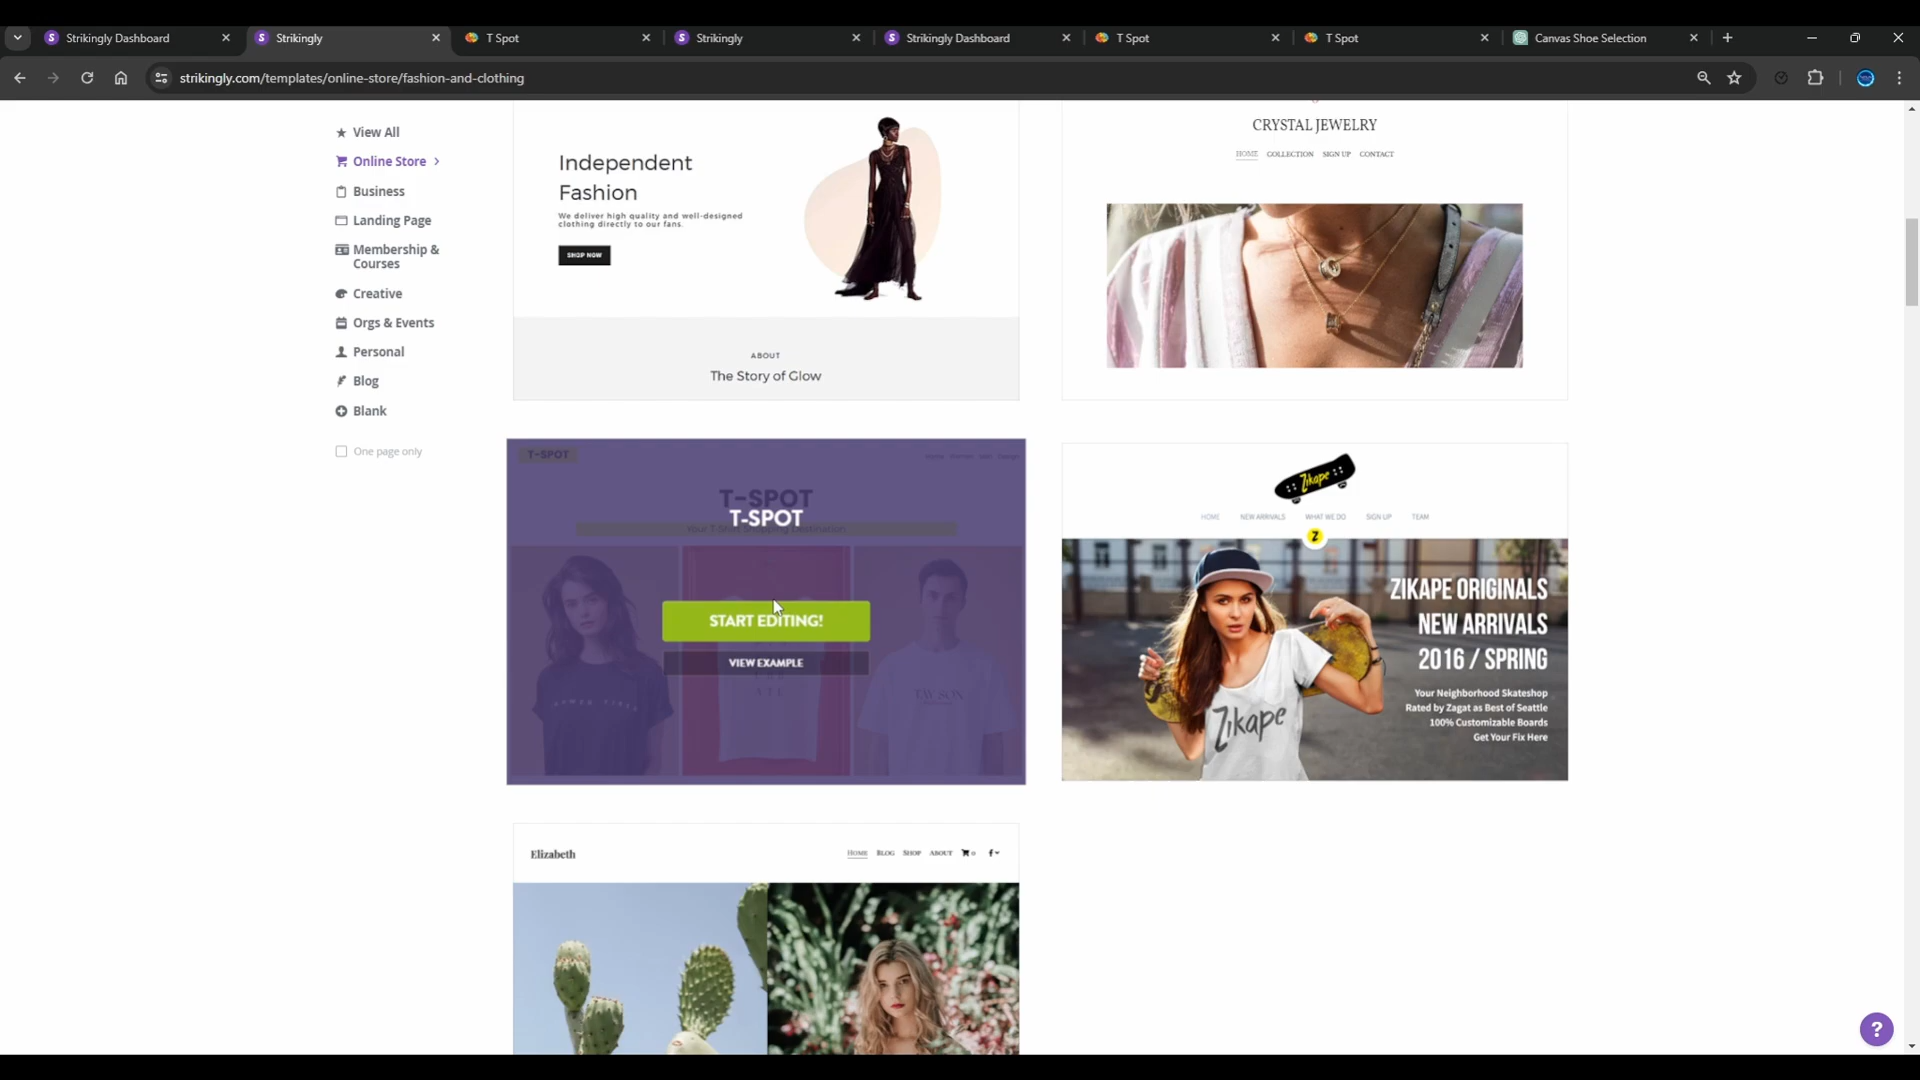 Strikingly Dashboard
Strikingly
T Spot
Strikingly
Strikingly Dashboard
T Spot
T Spot
Canvas Shoe Selection
strikingly.com/templates/online-store/fashion-and-clothing
View All
Online Store
Business
Landing Page
Membership &
Courses
Creative
Orgs & Events
Personal
Blog
Blank
One page only
Independent
Fashion
We deliver high quality and well-designed
clothing directly to our fans.
SHOP NOW
ABOUT
The Story of Glow
CRYSTAL JEWELRY
HOME COLLECTION SIGN UP CONTACT
T-SPOT
T-SPOT
T-SPOT
Your T-Shirt Shopping Destination
START EDITING!
VIEW EXAMPLE
Zikape
HOME NEW ARRIVALS WHAT WE DO SIGN UP TEAM
Z
ZIKAPE ORIGINALS
NEW ARRIVALS
2016 / SPRING
Your Neighborhood Skateshop
Rated by Zagat as Best of Seattle
100% Customizable Boards
Get Your Fix Here
Zikape
Elizabeth
HOME BLOG SHOP ABOUT 0
?